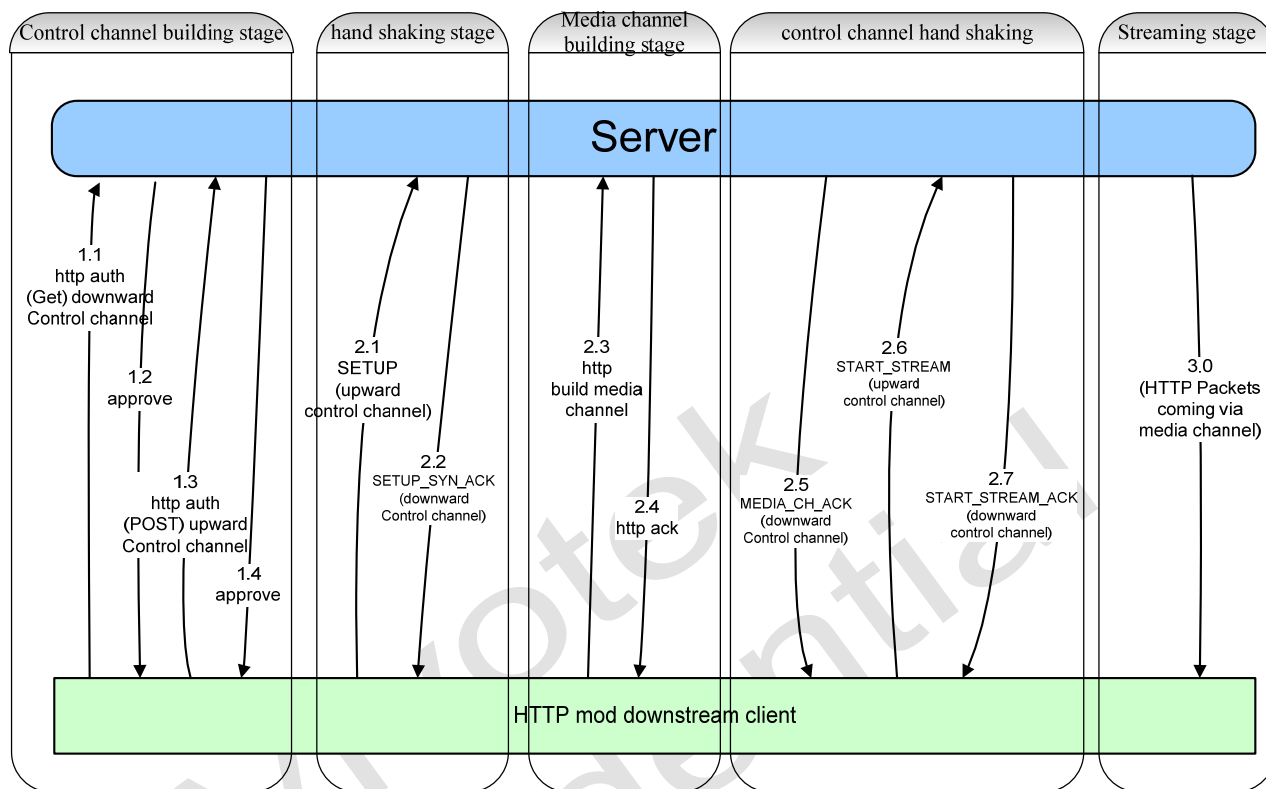 Control channel building stage
hand shaking stage
Media channel
building stage
control channel hand shaking
Streaming stage
Server
1.1
http auth
(Get) downward
Control channel
1.2
approve
1.3
http auth
(POST) upward
Control channel
1.4
approve
2.1
SETUP
(upward
control channel)
2.2
SETUP_SYN_ACK
(downward
Control channel)
2.3
http
build media
channel
2.4
http ack
2.5
MEDIA_CH_ACK
(downward
Control channel)
2.6
START_STREAM
(upward
control channel)
2.7
START_STREAM_ACK
(downward
control channel)
3.0
(HTTP Packets
coming via
media channel)
HTTP mod downstream client